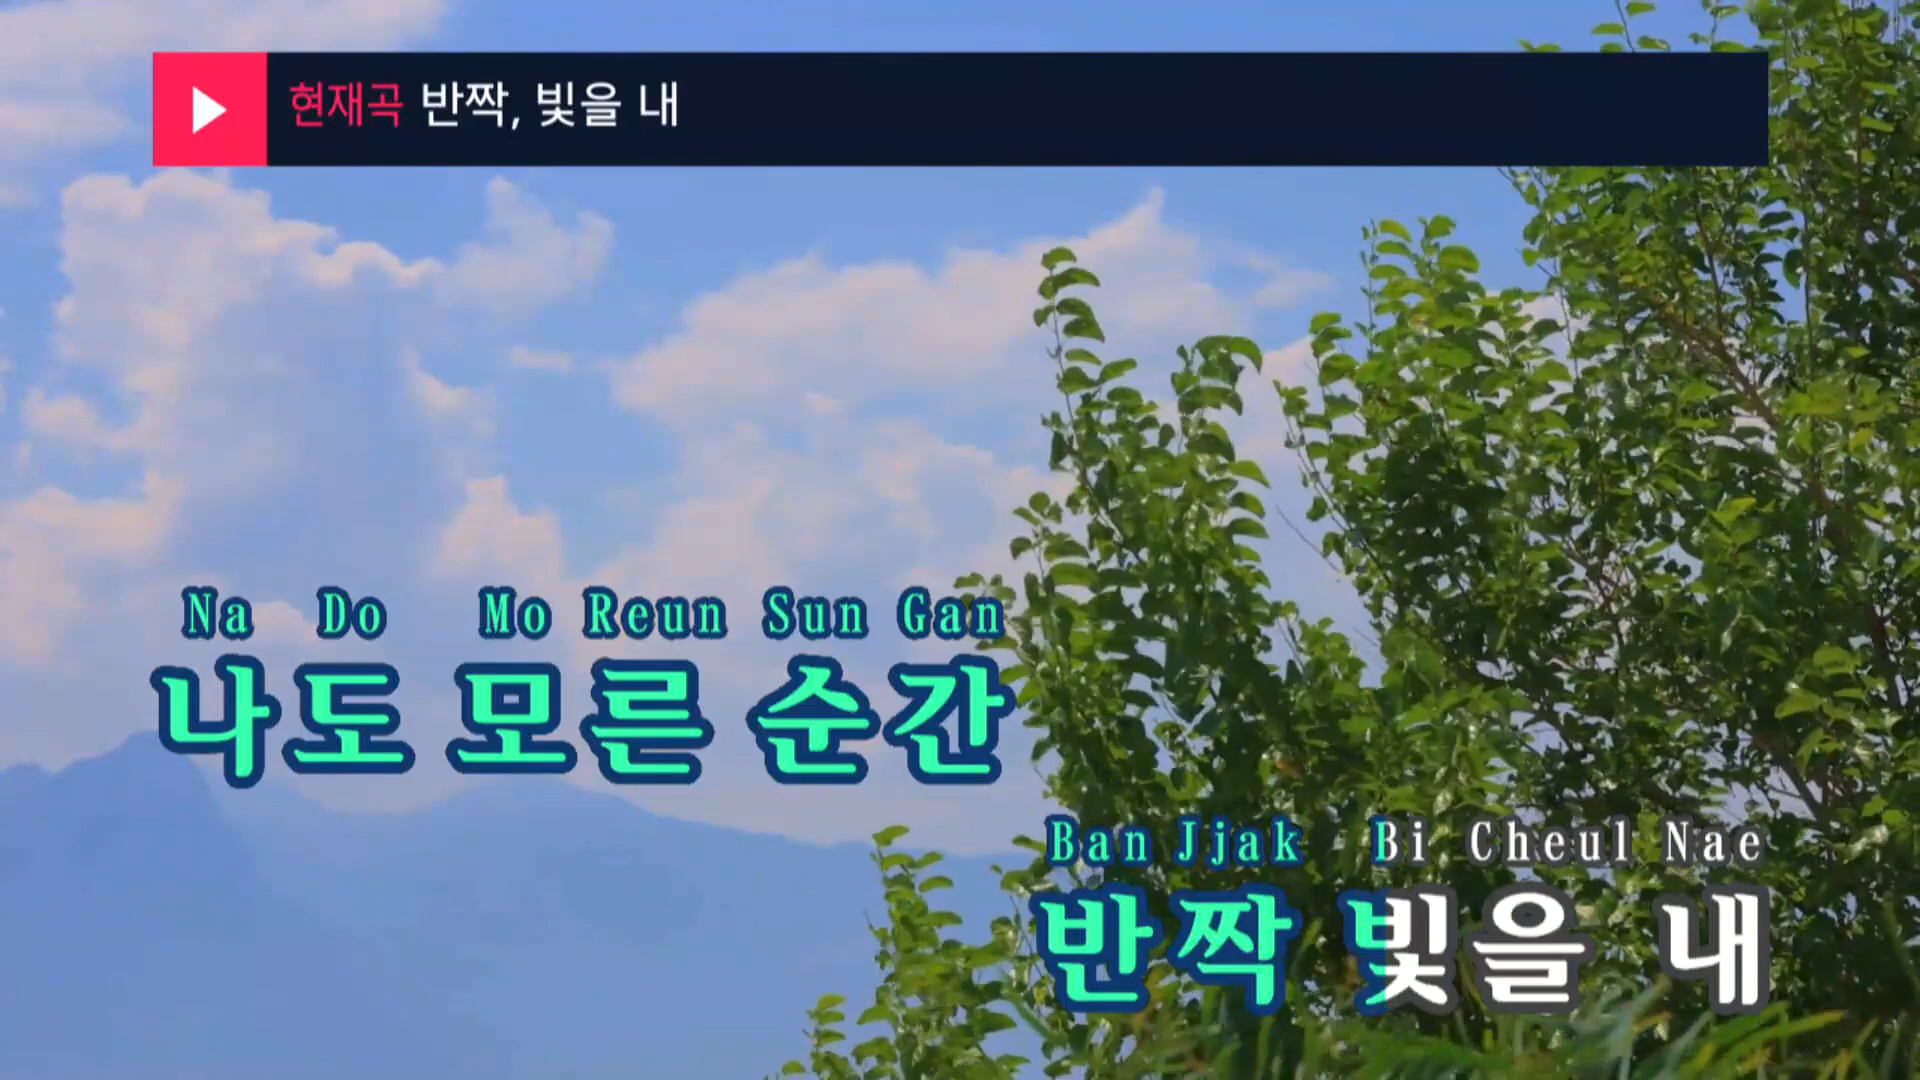 현재곡 반짝, 빛을 내
Na Do Mo Reun Sun Gan
나도 모른 순간
Ban Jjak Bi Cheul Nae
반짝 빛을 내